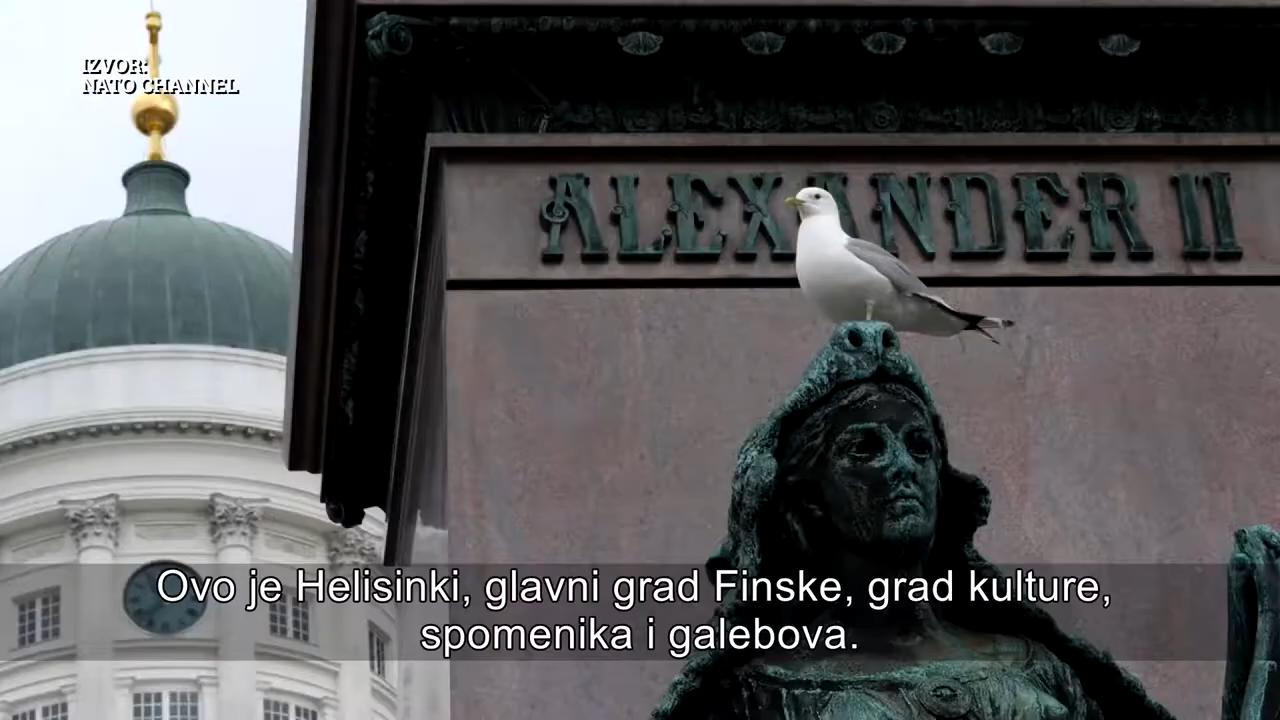 IZVOR:
NATO CHANNEL
ALEXANDER II
Ovo je Helisinki, glavni grad Finske, grad kulture,
spomenika i galebova.